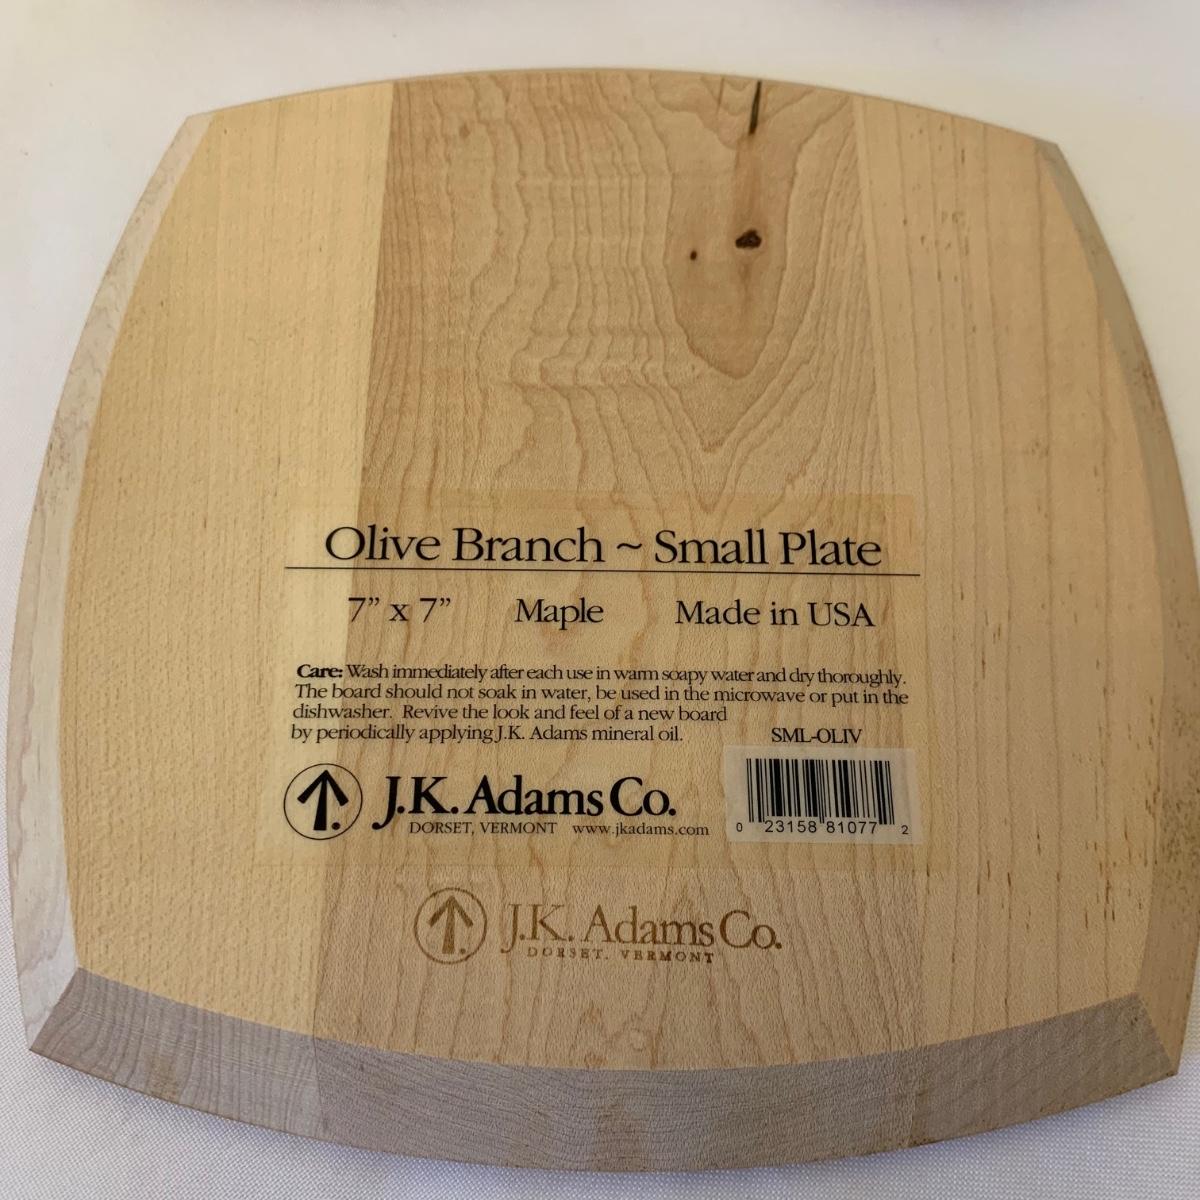 Olive Branch ~ Small Plate
7” x 7” Maple Made in USA
Care: Wash immediately after each use in warm soapy water and dry thoroughly.
The board should not soak in water, be used in the microwave or put in the
dishwasher. Revive the look and feel of a new board
by periodically applying J.K. Adams mineral oil.
SML-OLIV
J.K. Adams Co.
DORSET, VERMONT www.jkadams.com
0 23158 81077 2
J.K. Adams Co.
DORSET, VERMONT